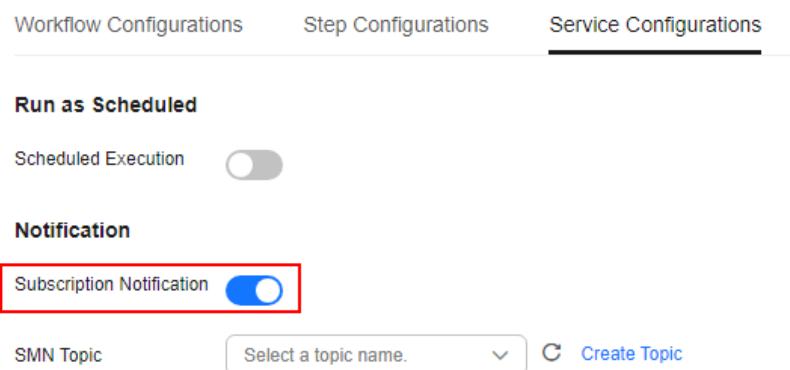 Workflow Configurations Step Configurations Service Configurations
Run as Scheduled
Scheduled Execution
Notification
Subscription Notification
SMN Topic Select a topic name. Create Topic